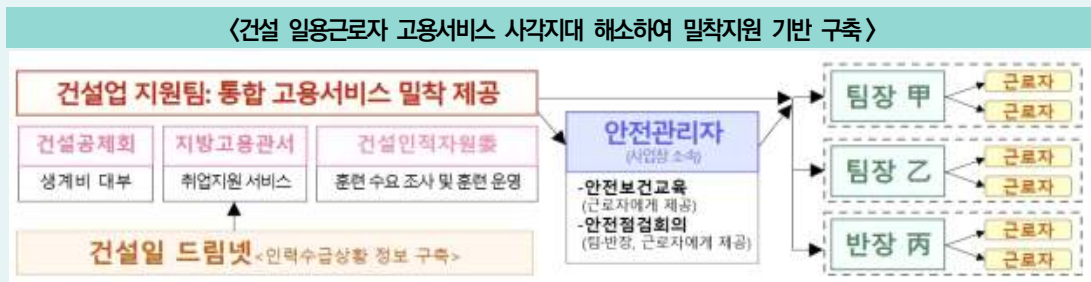 <건설 일용근로자 고용서비스 사각지대 해소하여 밀착지원 기반 구축>
건설업 지원팀: 통합 고용서비스 밀착 제공
건설공제회
생계비 대부
지방고용관서
취업지원 서비스
건설인적자원委
훈련 수요 조사 및 훈련 운영
건설일 드림넷<인력수급상황 정보 구축>
안전관리자
(사업장 소속)
-안전보건교육
(근로자에게 제공)
-안전점검회의
(팀·반장, 근로자에게 제공)
팀장 甲
근로자
근로자
팀장 乙
근로자
근로자
반장 丙
근로자
근로자